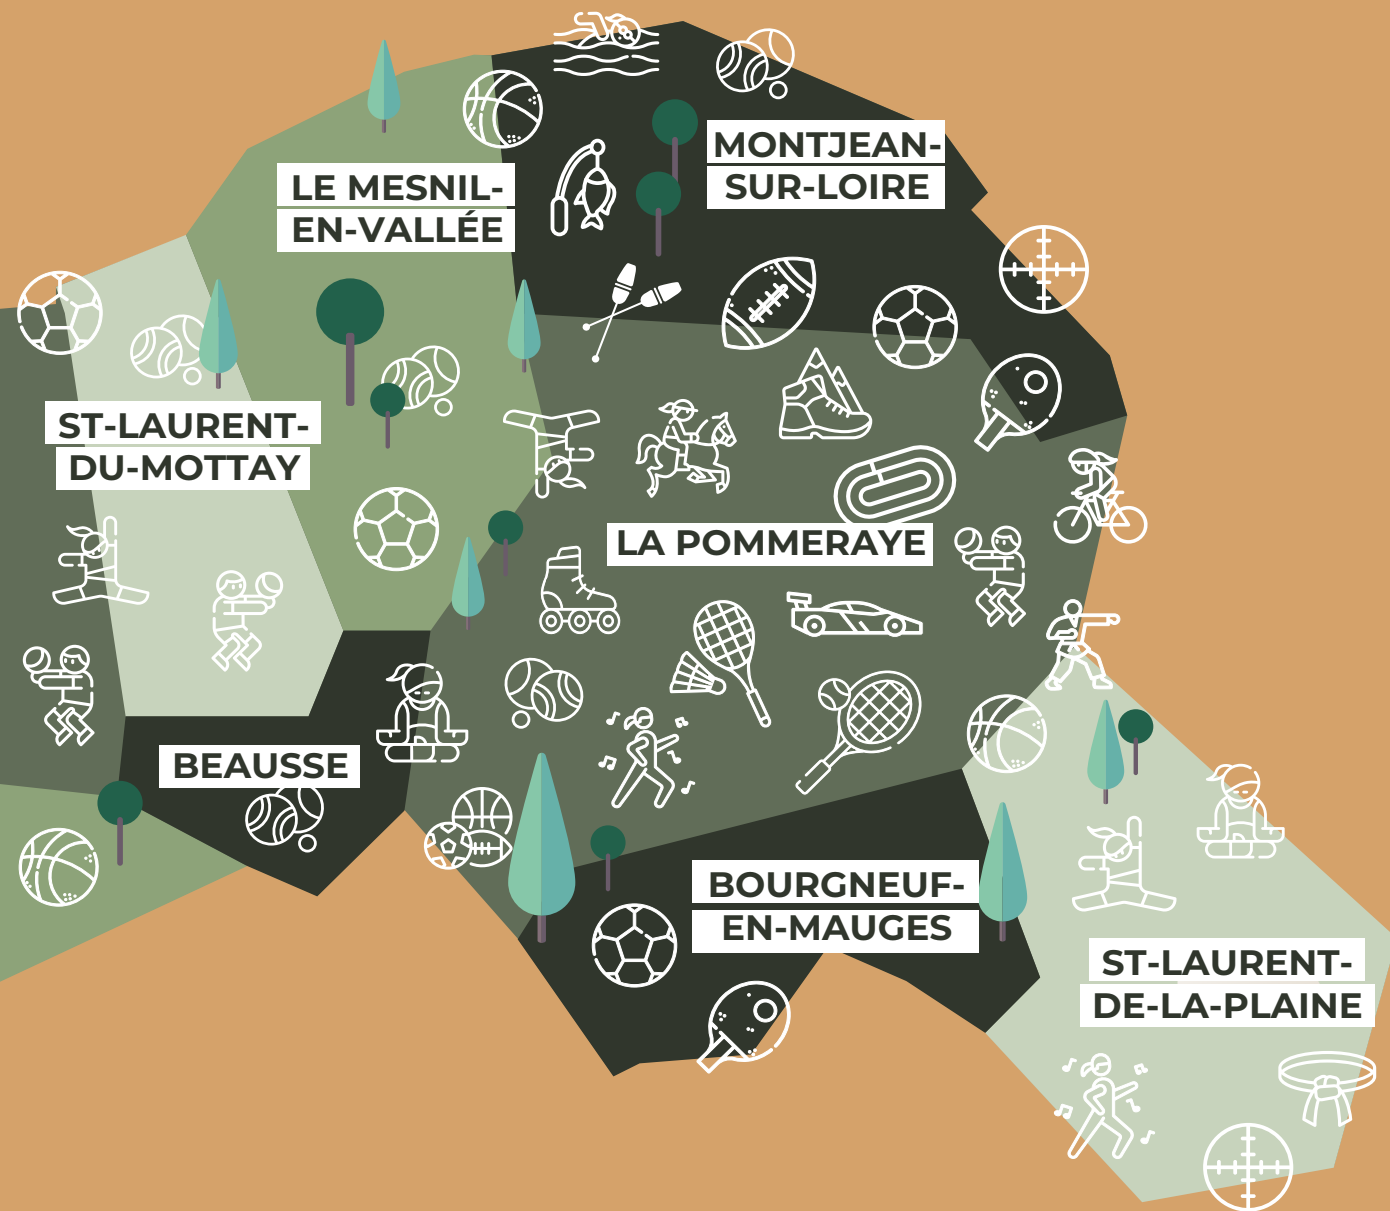 MONTJEAN-
SUR-LOIRE
LE MESNIL-
EN-VALLÉE
ST-LAURENT-
DU-MOTTAY
LA POMMERAYE
BEAUSSE
BOURGNEUF-
EN-MAUGES
ST-LAURENT-
DE-LA-PLAINE